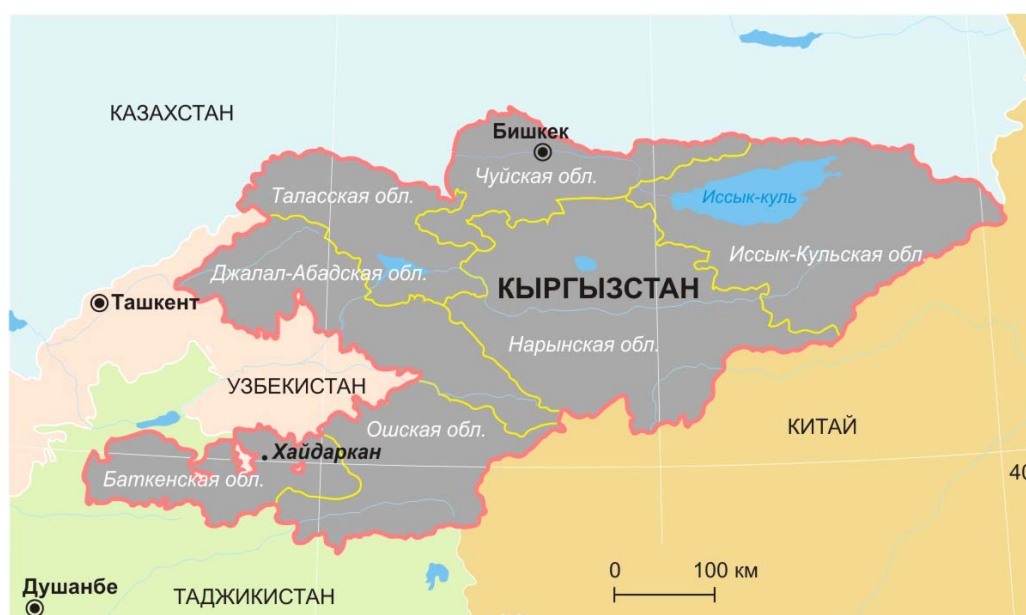 КАЗАХСТАН
Бишкек
Чуйская обл.
Таласская обл.
Иссык-куль
Иссык-Кульская обл.
Джалал-Абадская обл.
КЫРГЫЗСТАН
Ташкент
Нарынская обл.
УЗБЕКИСТАН
Ошская обл.
КИТАЙ
Хайдаркан
Баткенская обл.
40
0 100 км
Душанбе
ТАДЖИКИСТАН